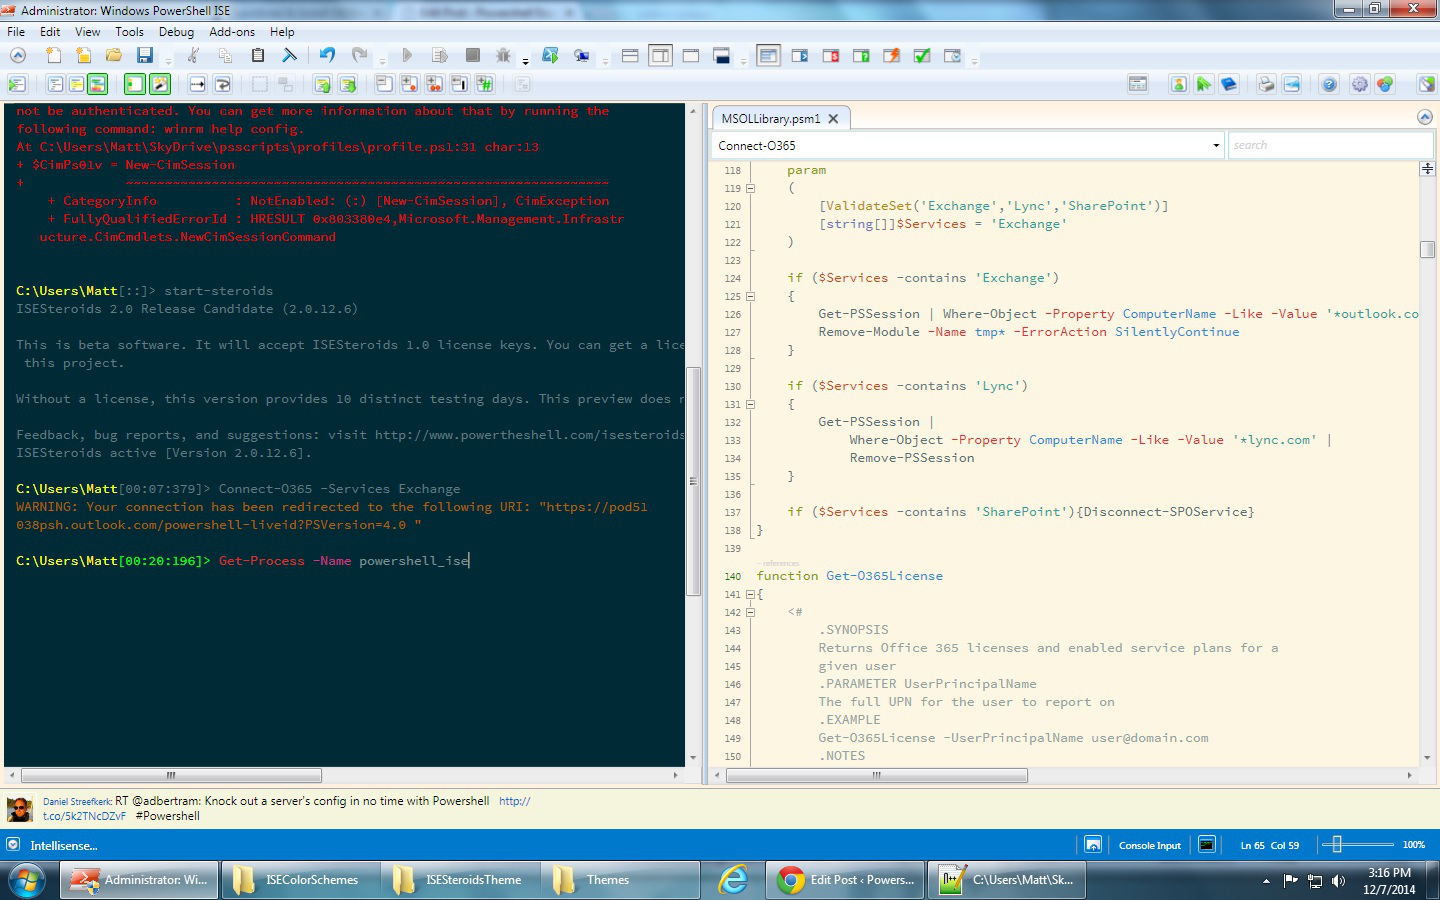 Administrator: Windows PowerShell ISE
File Edit View Tools Debug Add-ons Help
not be authenticated. You can get more information about that by running the
following command: winrm help config.
At C:\Users\Matt\SkyDrive\psscripts\profiles\profile.ps1:31 char:13
+ $CimPs01v = New-CimSession
+ ~~~~~~~~~~~~~~~~~~~~~~~~~~~~~~~~~~~~~~~~~~~~~~~~~~~~~~~~~~~~~~
+ CategoryInfo : NotEnabled: (:) [New-CimSession], CimException
+ FullyQualifiedErrorId : HRESULT 0x803380e4,Microsoft.Management.Infrastr
ucture.CimCmdlets.NewCimSessionCommand
C:\Users\Matt[::]> start-steroids
ISESteroids 2.0 Release Candidate (2.0.12.6)
This is beta software. It will accept ISESteroids 1.0 license keys. You can get a lice
this project.
Without a license, this version provides 10 distinct testing days. This preview does n
Feedback, bug reports, and suggestions: visit http://www.powertheshell.com/isesteroids
ISESteroids active [Version 2.0.12.6].
C:\Users\Matt[00:07:379]> Connect-O365 -Services Exchange
WARNING: Your connection has been redirected to the following URI: "https://pod51
038psh.outlook.com/powershell-liveid?PSVersion=4.0 "
C:\Users\Matt[00:20:196]> Get-Process -Name powershell_ise
MSOLLibrary.psm1
Connect-O365
search
118 param
119 (
120 [ValidateSet('Exchange','Lync','SharePoint')]
121 [string[]]$Services = 'Exchange'
122 )
123
124 if ($Services -contains 'Exchange')
125 {
126 Get-PSSession | Where-Object -Property ComputerName -Like -Value '*outlook.co
127 Remove-Module -Name tmp* -ErrorAction SilentlyContinue
128 }
129
130 if ($Services -contains 'Lync')
131 {
132 Get-PSSession |
133 Where-Object -Property ComputerName -Like -Value '*lync.com' |
134 Remove-PSSession
135 }
136
137 if ($Services -contains 'SharePoint'){Disconnect-SPOService}
138 }
139
- references
140 function Get-O365License
141 {
142 <#
143 .SYNOPSIS
144 Returns Office 365 licenses and enabled service plans for a
145 given user
146 .PARAMETER UserPrincipalName
147 The full UPN for the user to report on
148 .EXAMPLE
149 Get-O365License -UserPrincipalName user@domain.com
150 .NOTES
Daniel Streefkerk: RT @adbertram: Knock out a server's config in no time with Powershell http://
t.co/5k2TNcDZvF #Powershell
Intellisense...
Console Input
Ln 65 Col 59
100%
Administrator: Wi...
ISEColorSchemes
ISESteroidsTheme
Themes
Edit Post ‹ Powers...
C:\Users\Matt\Sk...
3:16 PM
12/7/2014